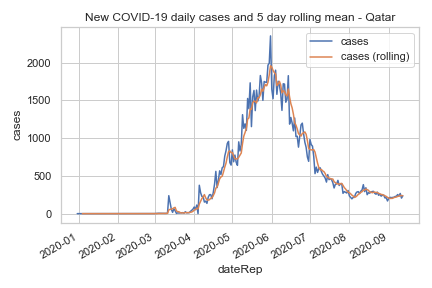 New COVID-19 daily cases and 5 day rolling mean - Qatar
cases
cases (rolling)
cases
2000
1500
1000
500
0
2020-01
2020-02
2020-03
2020-04
2020-05
2020-06
2020-07
2020-08
2020-09
dateRep